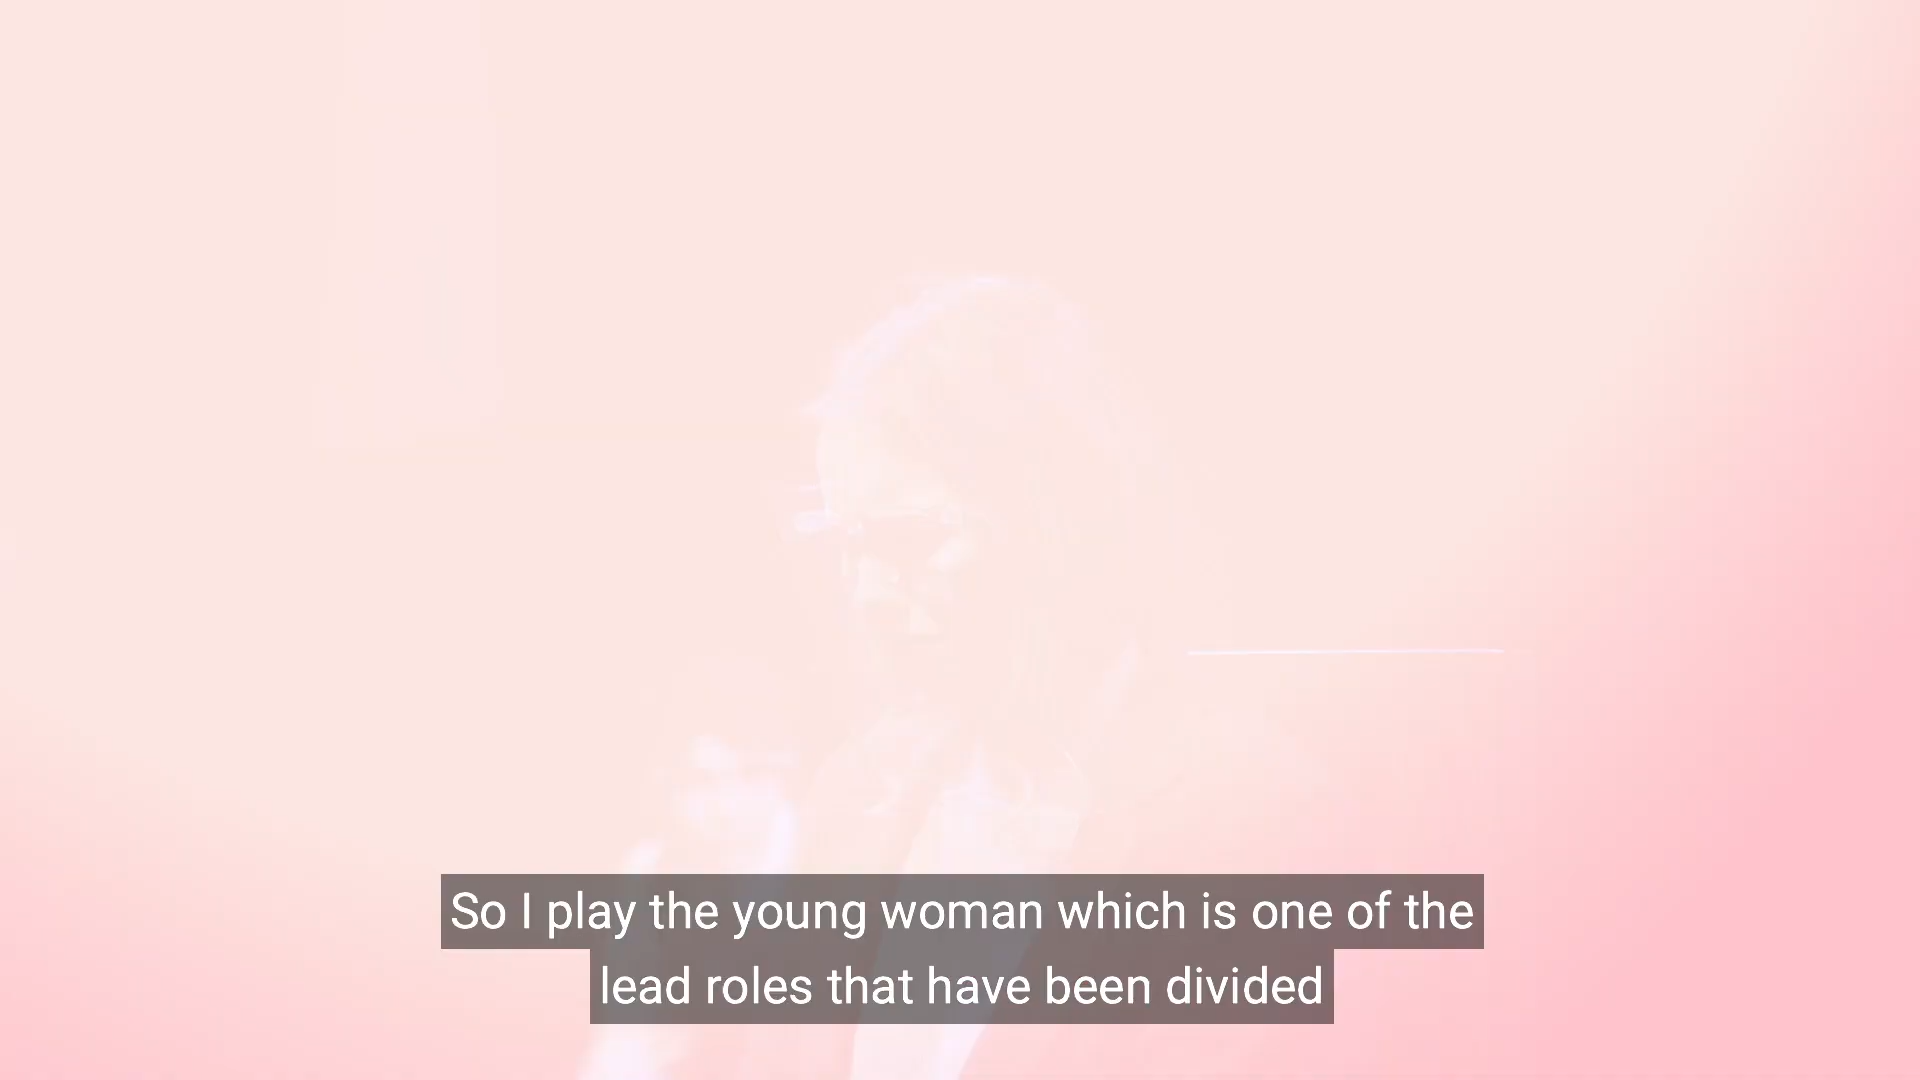 So I play the young woman which is one of the
lead roles that have been divided